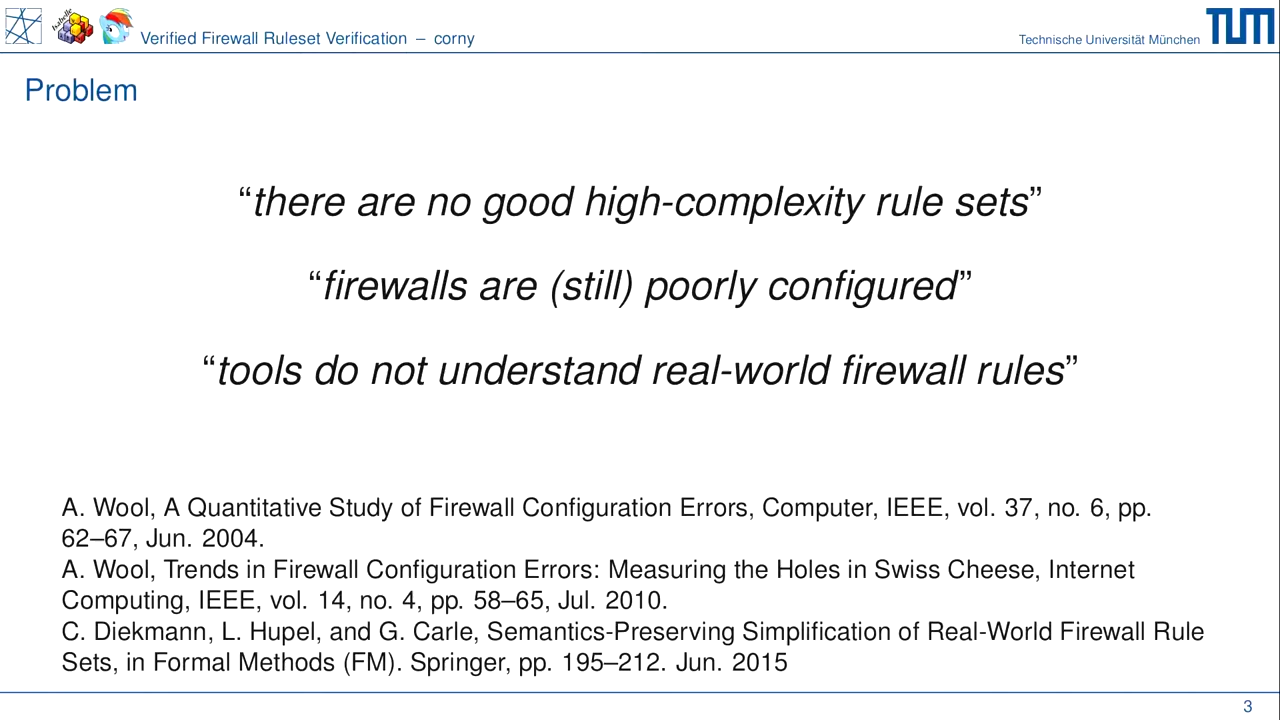 Isabelle
Verified Firewall Ruleset Verification – corny
Technische Universität München
TUM
Problem
“there are no good high-complexity rule sets”
“firewalls are (still) poorly configured”
“tools do not understand real-world firewall rules”
A. Wool, A Quantitative Study of Firewall Configuration Errors, Computer, IEEE, vol. 37, no. 6, pp.
62–67, Jun. 2004.
A. Wool, Trends in Firewall Configuration Errors: Measuring the Holes in Swiss Cheese, Internet
Computing, IEEE, vol. 14, no. 4, pp. 58–65, Jul. 2010.
C. Diekmann, L. Hupel, and G. Carle, Semantics-Preserving Simplification of Real-World Firewall Rule
Sets, in Formal Methods (FM). Springer, pp. 195–212. Jun. 2015
3